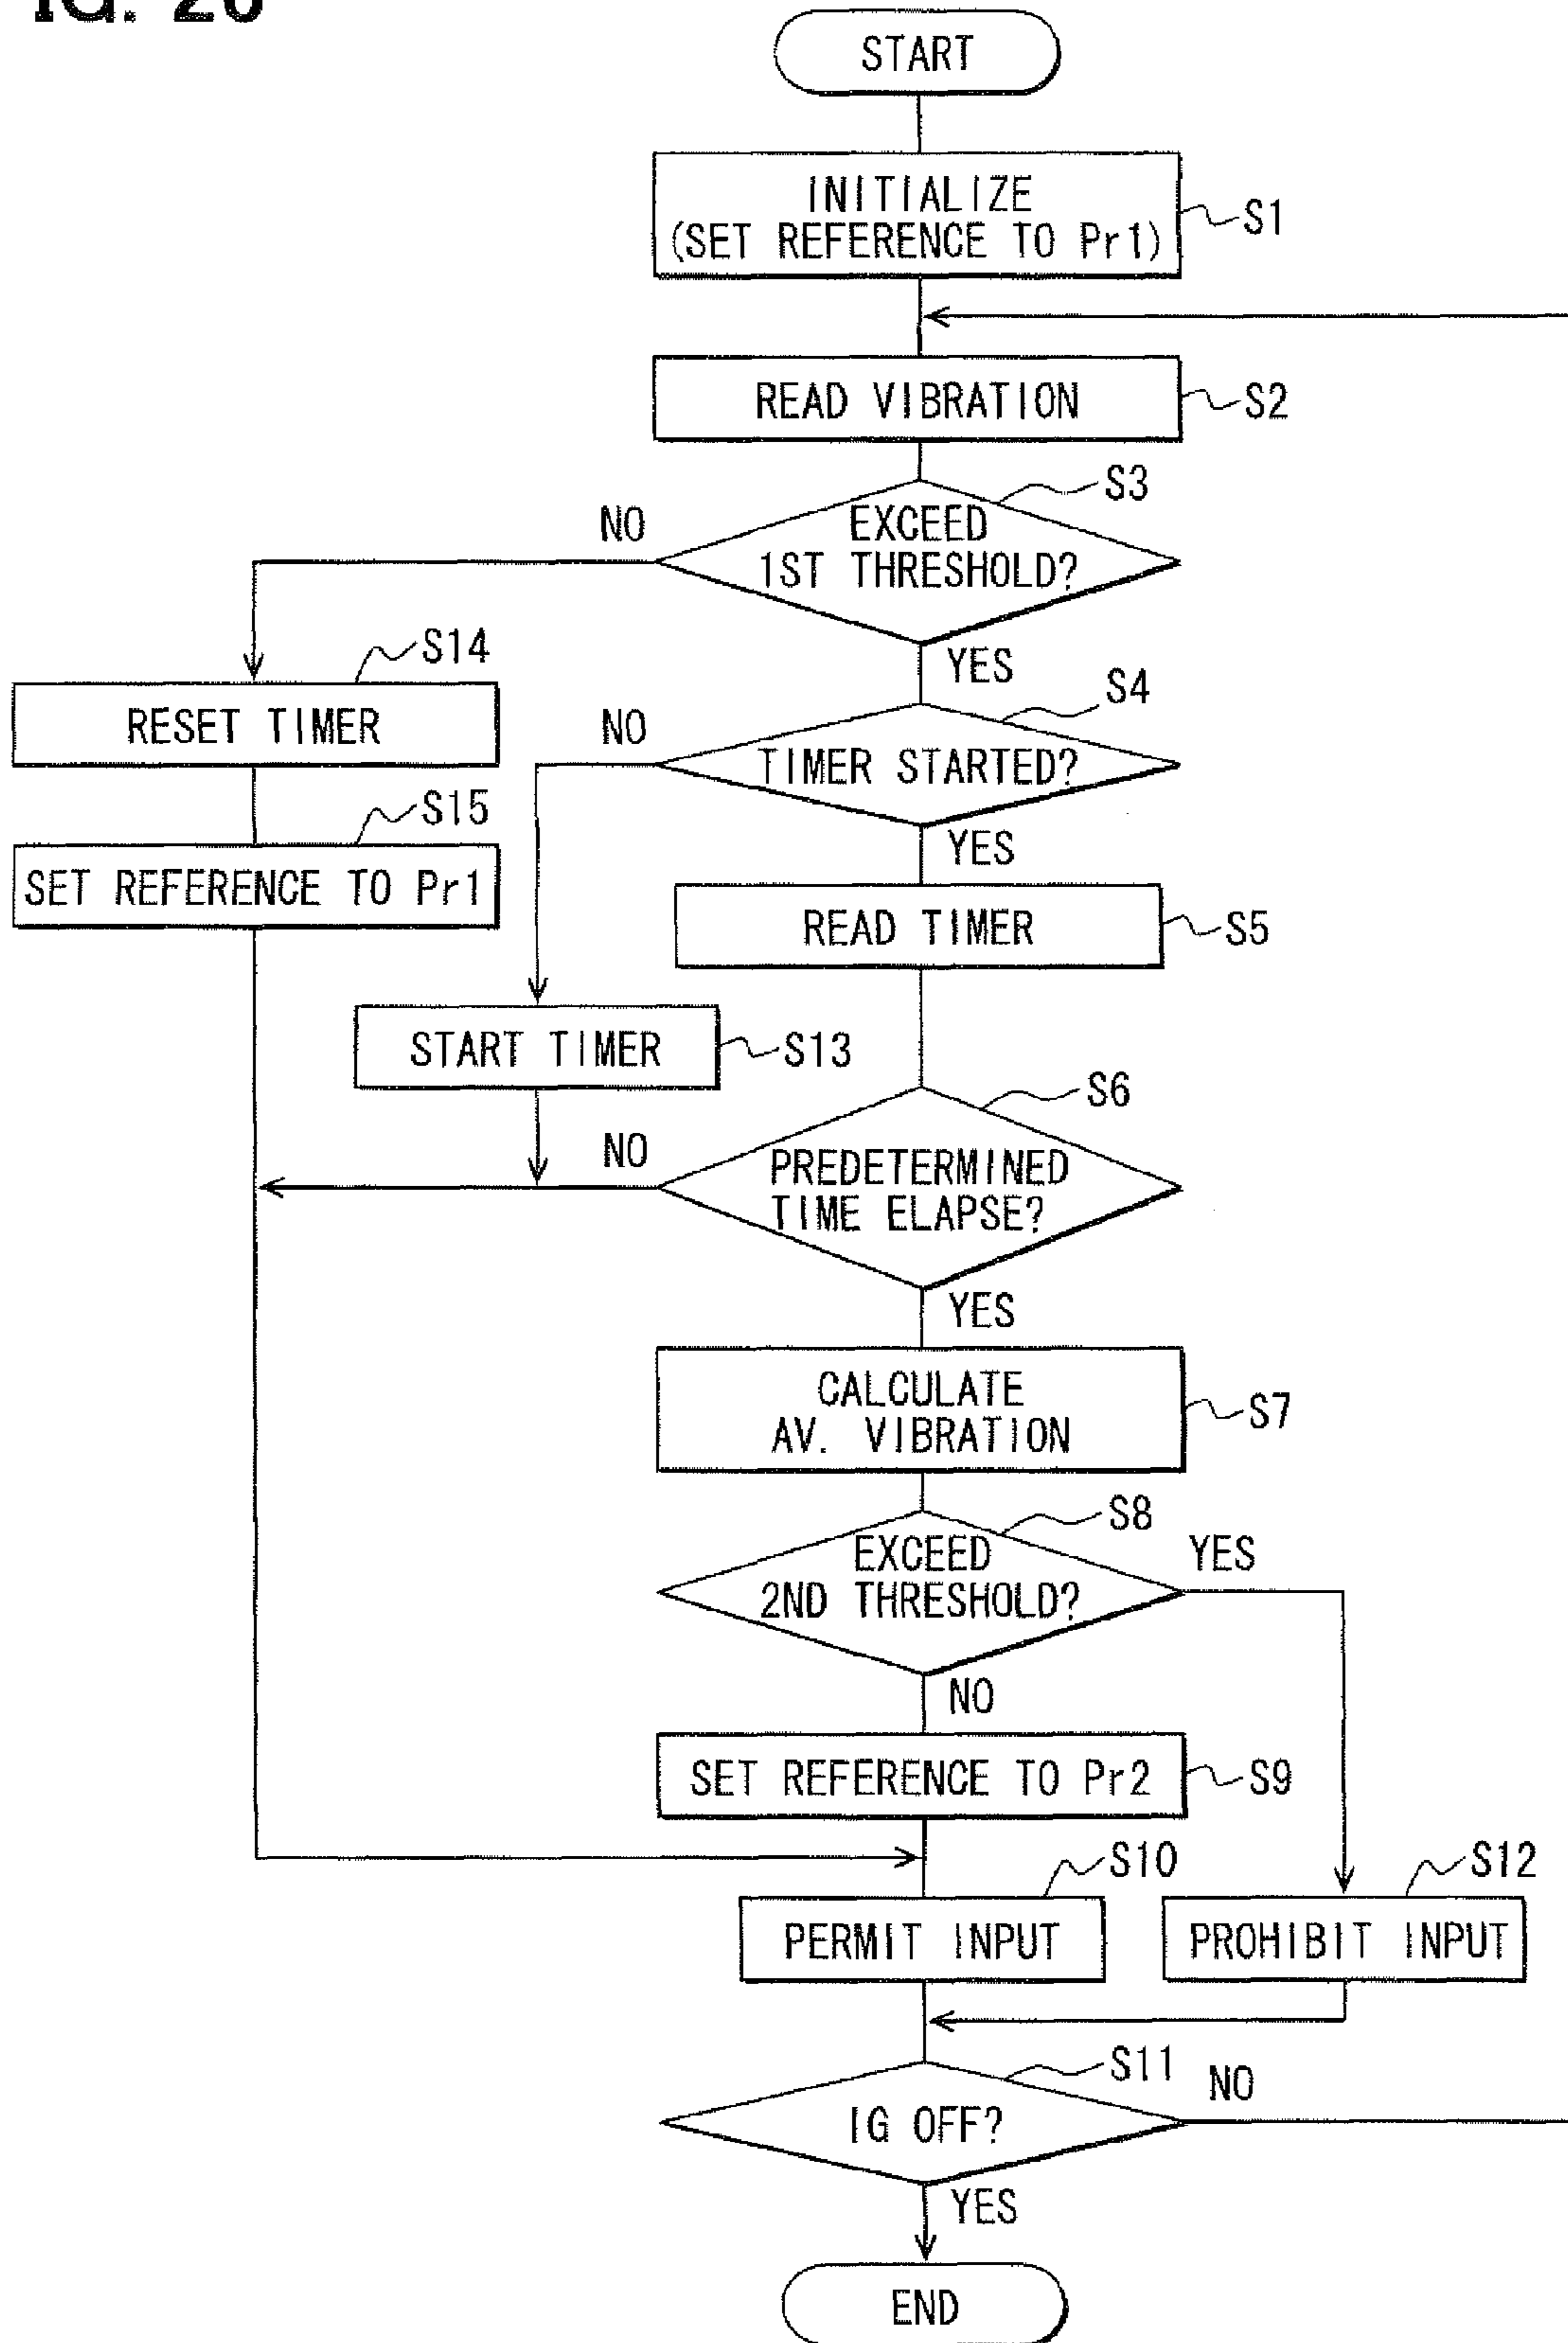 IG. 20
START
INITIALIZE
(SET REFERENCE TO Pr1)
S1
READ VIBRATION
S2
S3
NO
EXCEED
1ST THRESHOLD?
YES
S14
RESET TIMER
S4
NO
TIMER STARTED?
YES
S15
SET REFERENCE TO Pr1
READ TIMER
S5
START TIMER
S13
S6
NO
PREDETERMINED
TIME ELAPSE?
YES
CALCULATE
AV. VIBRATION
S7
S8
EXCEED
2ND THRESHOLD?
YES
NO
SET REFERENCE TO Pr2
S9
S10
PERMIT INPUT
S12
PROHIBIT INPUT
S11
IG OFF?
NO
YES
END